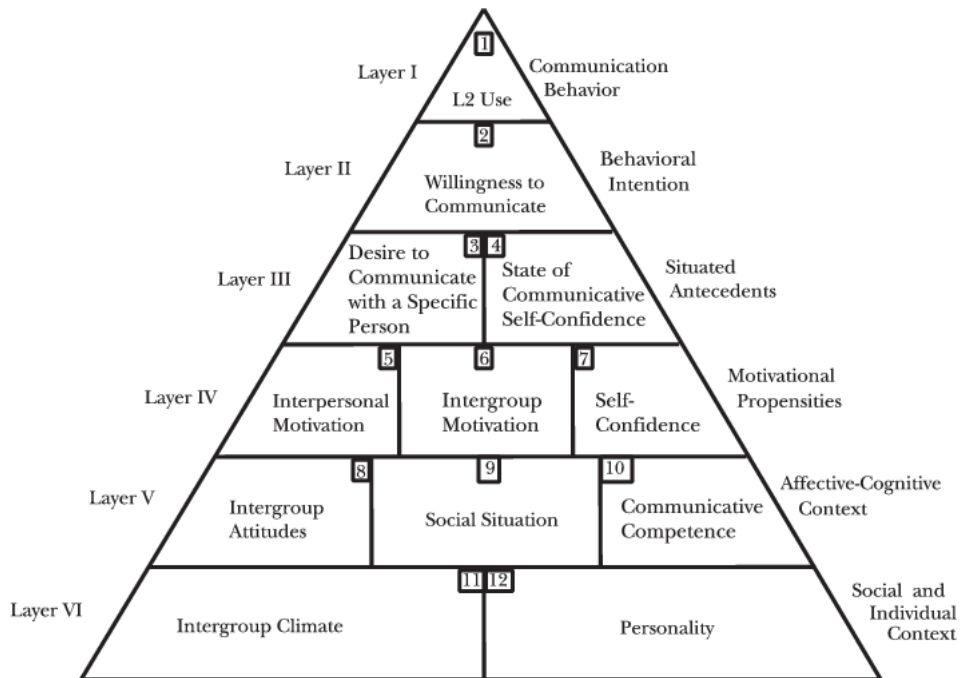 1
Layer I
L2 Use
Communication
Behavior
2
Layer II
Willingness to
Communicate
Behavioral
Intention
3
4
Layer III
Desire to
Communicate
with a Specific
Person
State of
Communicative
Self-Confidence
Situated
Antecedents
5
6
7
Layer IV
Interpersonal
Motivation
Intergroup
Motivation
Self-
Confidence
Motivational
Propensities
8
9
10
Layer V
Intergroup
Attitudes
Social Situation
Communicative
Competence
Affective-Cognitive
Context
11
12
Layer VI
Intergroup Climate
Personality
Social and
Individual
Context